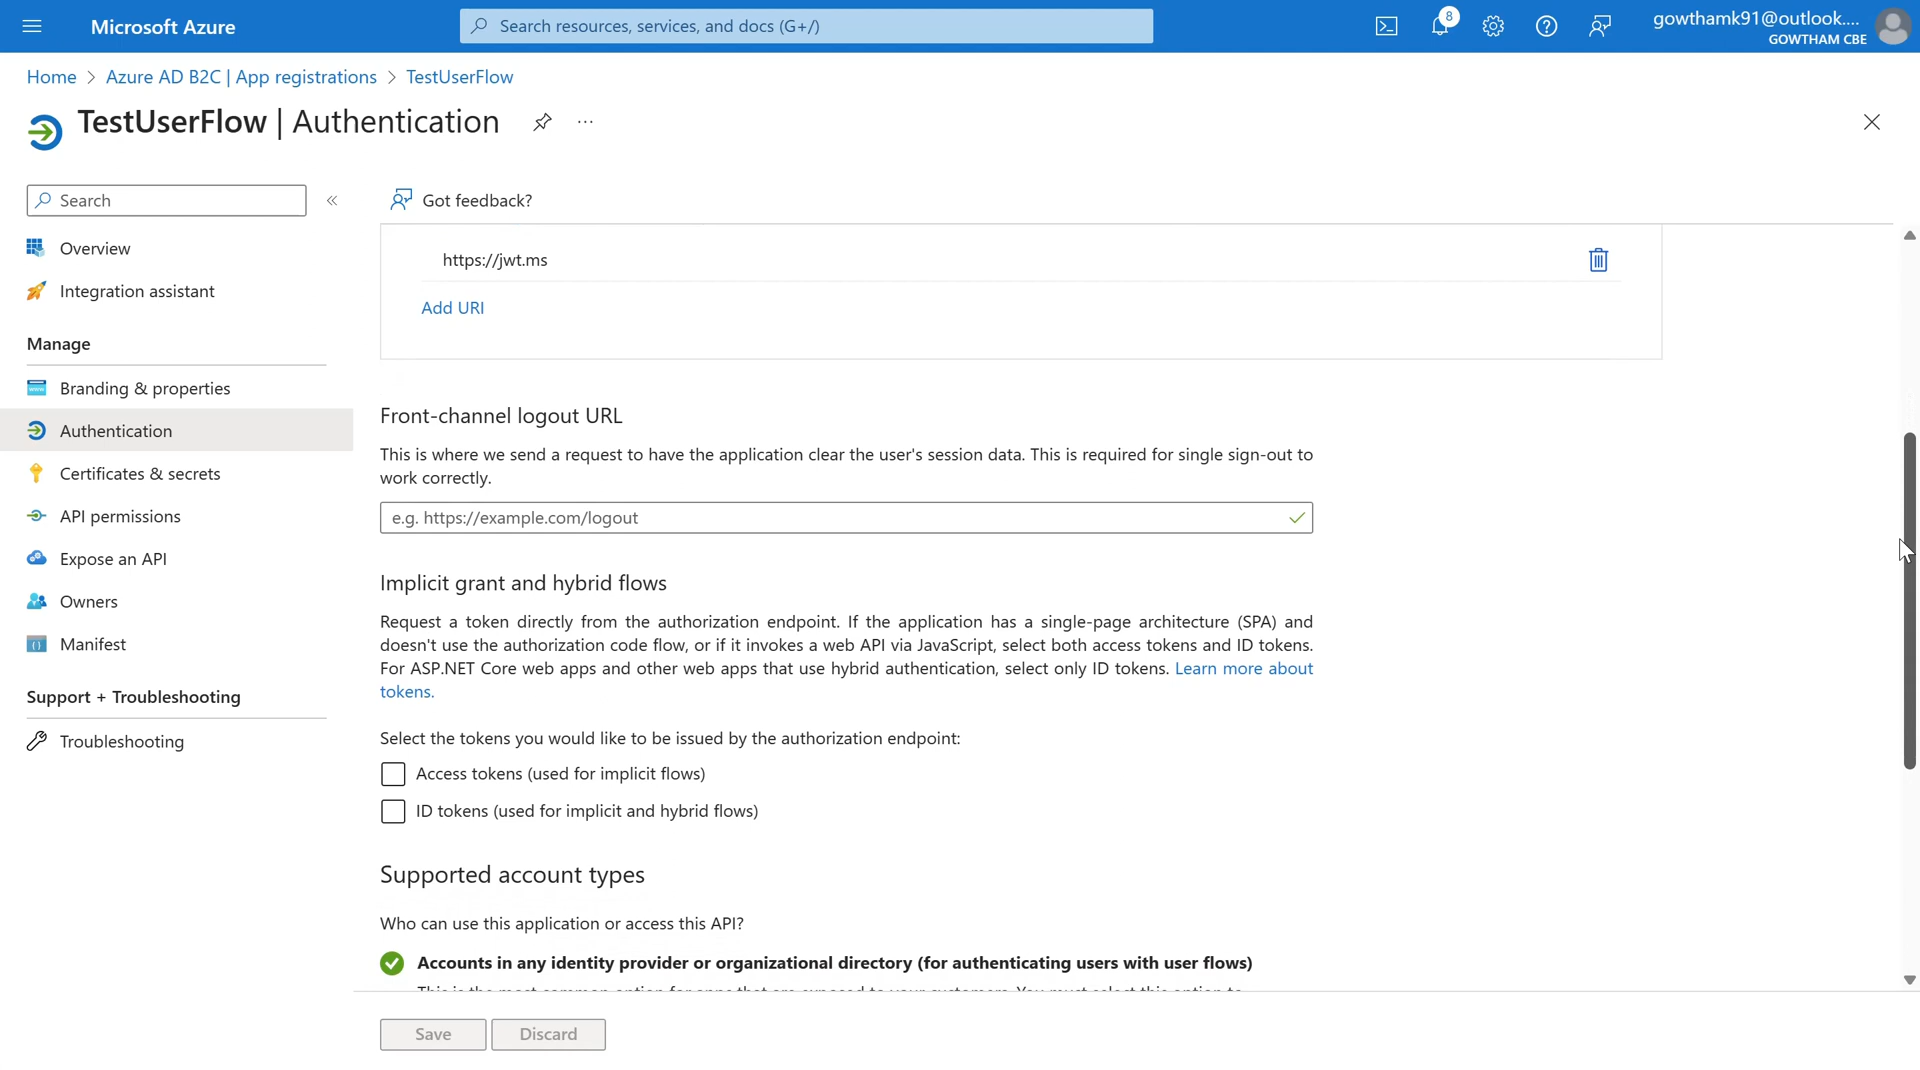 Microsoft Azure
Search resources, services, and docs (G+/)
8
gowthamk91@outlook....
GOWTHAM CBE
Home > Azure AD B2C | App registrations > TestUserFlow
TestUserFlow | Authentication
Search
Got feedback?
Overview
Integration assistant
Manage
Branding & properties
Authentication
Certificates & secrets
API permissions
Expose an API
Owners
Manifest
Support + Troubleshooting
Troubleshooting
https://jwt.ms
Add URI
Front-channel logout URL
This is where we send a request to have the application clear the user's session data. This is required for single sign-out to
work correctly.
e.g. https://example.com/logout
Implicit grant and hybrid flows
Request a token directly from the authorization endpoint. If the application has a single-page architecture (SPA) and
doesn't use the authorization code flow, or if it invokes a web API via JavaScript, select both access tokens and ID tokens.
For ASP.NET Core web apps and other web apps that use hybrid authentication, select only ID tokens. Learn more about
tokens.
Select the tokens you would like to be issued by the authorization endpoint:
Access tokens (used for implicit flows)
ID tokens (used for implicit and hybrid flows)
Supported account types
Who can use this application or access this API?
Accounts in any identity provider or organizational directory (for authenticating users with user flows)
Save
Discard